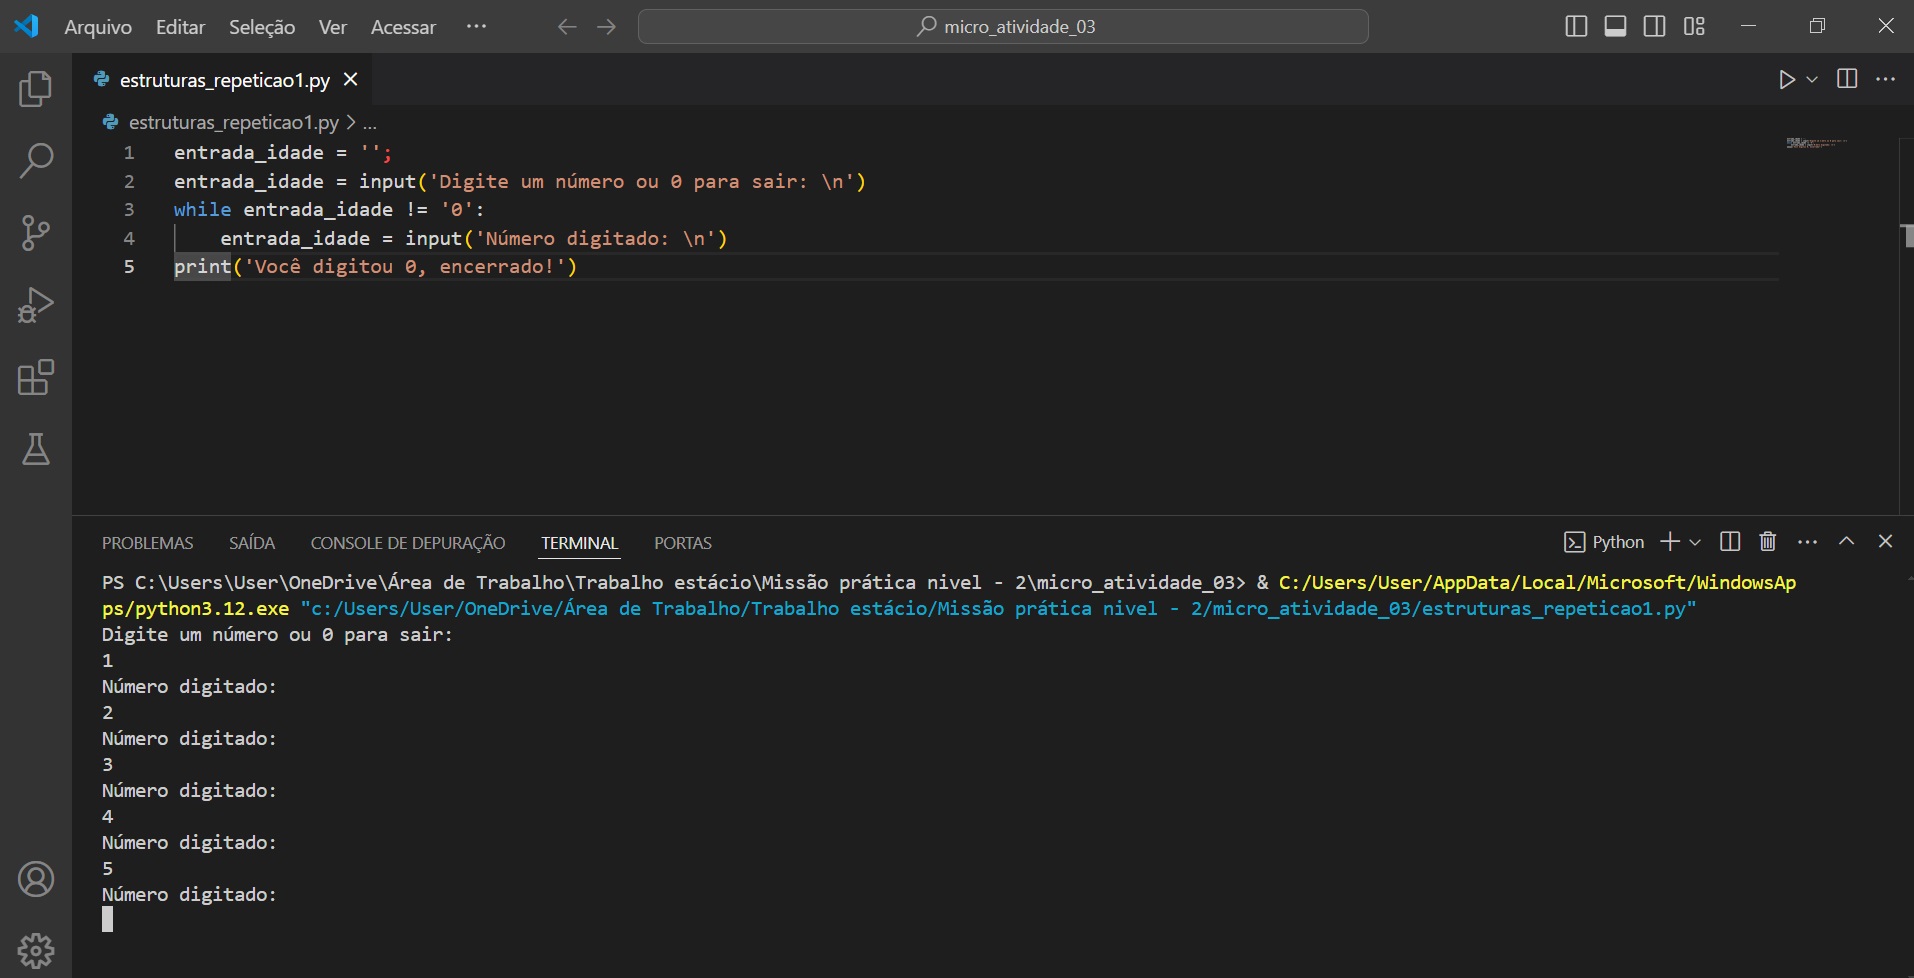 Arquivo Editar Seleção Ver Acessar ··· micro_atividade_03
estruturas_repeticao1.py
estruturas_repeticao1.py > ...
1 entrada_idade = '';
2 entrada_idade = input('Digite um número ou 0 para sair: \n')
3 while entrada_idade != '0':
4     entrada_idade = input('Número digitado: \n')
5 print('Você digitou 0, encerrado!')
PROBLEMAS SAÍDA CONSOLE DE DEPURAÇÃO TERMINAL PORTAS Python
PS C:\Users\User\OneDrive\Área de Trabalho\Trabalho estácio\Missão prática nivel - 2\micro_atividade_03> & C:/Users/User/AppData/Local/Microsoft/WindowsAp
ps/python3.12.exe "c:/Users/User/OneDrive/Área de Trabalho/Trabalho estácio/Missão prática nivel - 2/micro_atividade_03/estruturas_repeticao1.py"
Digite um número ou 0 para sair:
1
Número digitado:
2
Número digitado:
3
Número digitado:
4
Número digitado:
5
Número digitado: